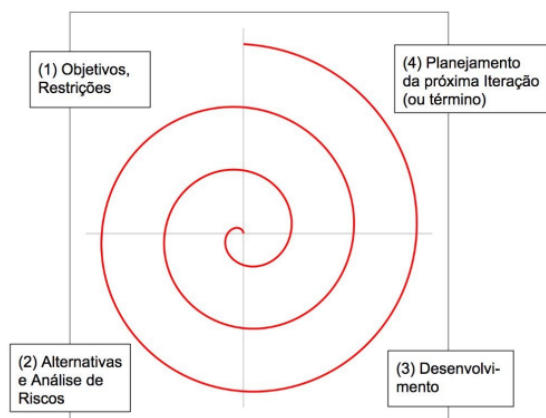 (1) Objetivos,
Restrições
(4) Planejamento
da próxima Iteração
(ou término)
(2) Alternativas
e Análise de
Riscos
(3) Desenvolvi-
mento